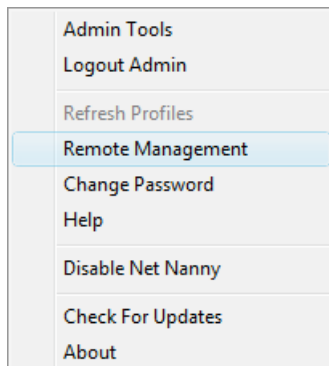 Admin Tools
Logout Admin
Refresh Profiles
Remote Management
Change Password
Help
Disable Net Nanny
Check For Updates
About